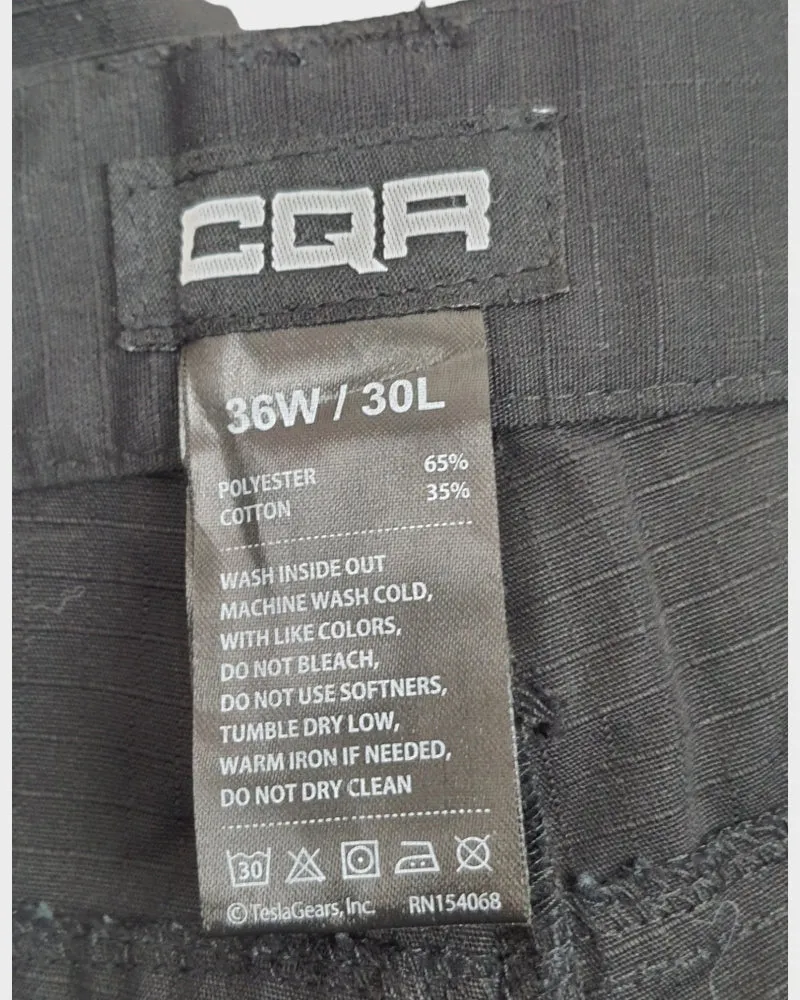 CQR
36W / 30L
POLYESTER 65%
COTTON 35%
WASH INSIDE OUT
MACHINE WASH COLD,
WITH LIKE COLORS,
DO NOT BLEACH,
DO NOT USE SOFTNERS,
TUMBLE DRY LOW,
WARM IRON IF NEEDED,
DO NOT DRY CLEAN
30
© TeslaGears, Inc. RN154068